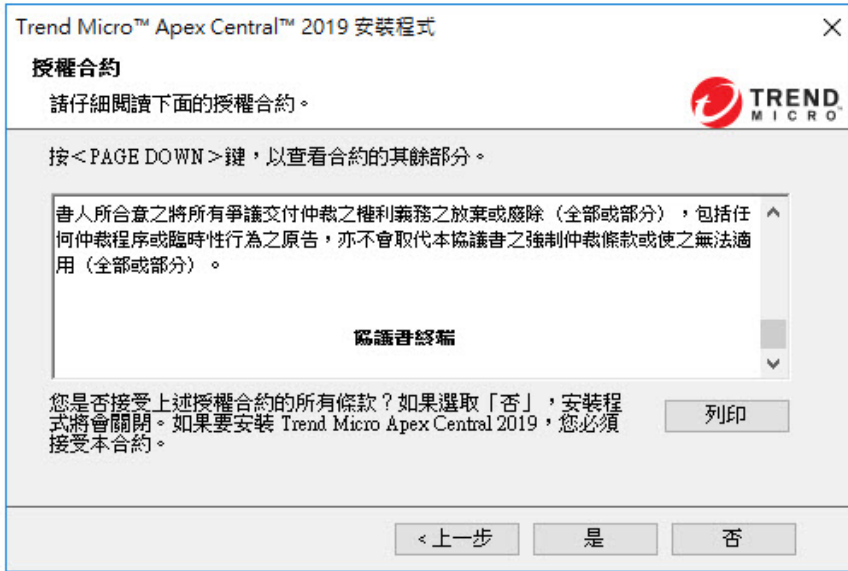 Trend Micro™ Apex Central™ 2019 安裝程式
授權合約
請仔細閱讀下面的授權合約。
TREND
MICRO
按＜PAGE DOWN＞鍵，以查看合約的其餘部分。
書人所合意之將所有爭議交付仲裁之權利義務之放棄或廢除（全部或部分），包括任
何仲裁程序或臨時性行為之原告，亦不會取代本協議書之強制仲裁條款或使之無法適
用（全部或部分）。
協議書終端
您是否接受上述授權合約的所有條款？如果選取「否」，安裝程
式將會關閉。如果要安裝 Trend Micro Apex Central 2019，您必須
接受本合約。
列印
<上一步
是
否